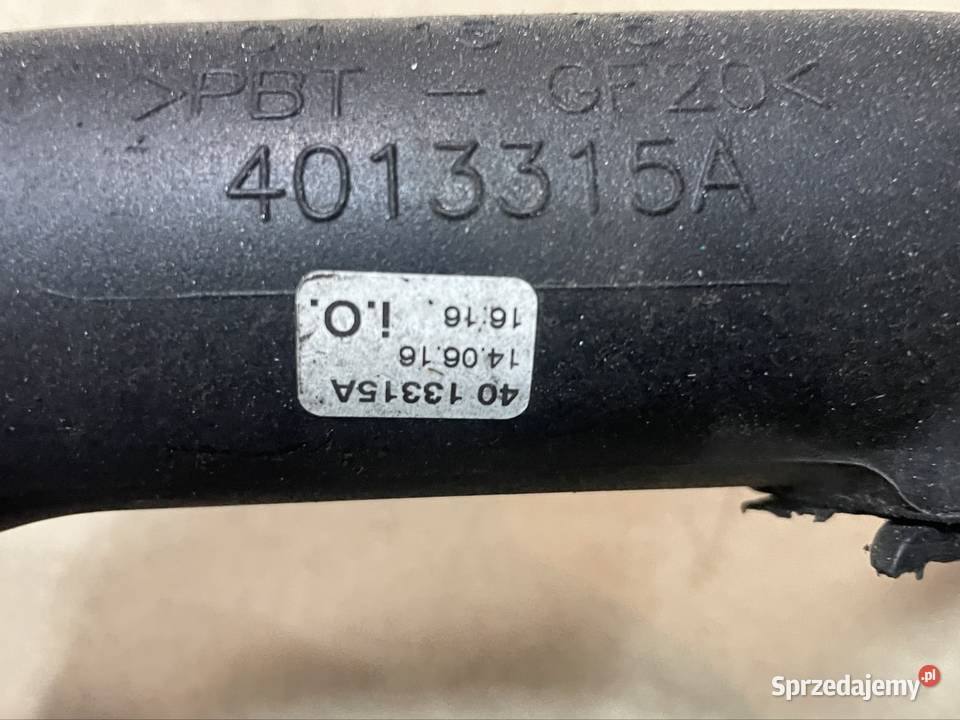 >PBT - GF20<
4013315A
40 13315A
14.06.16
16:16 i.O.
Sprzedajemy.pl